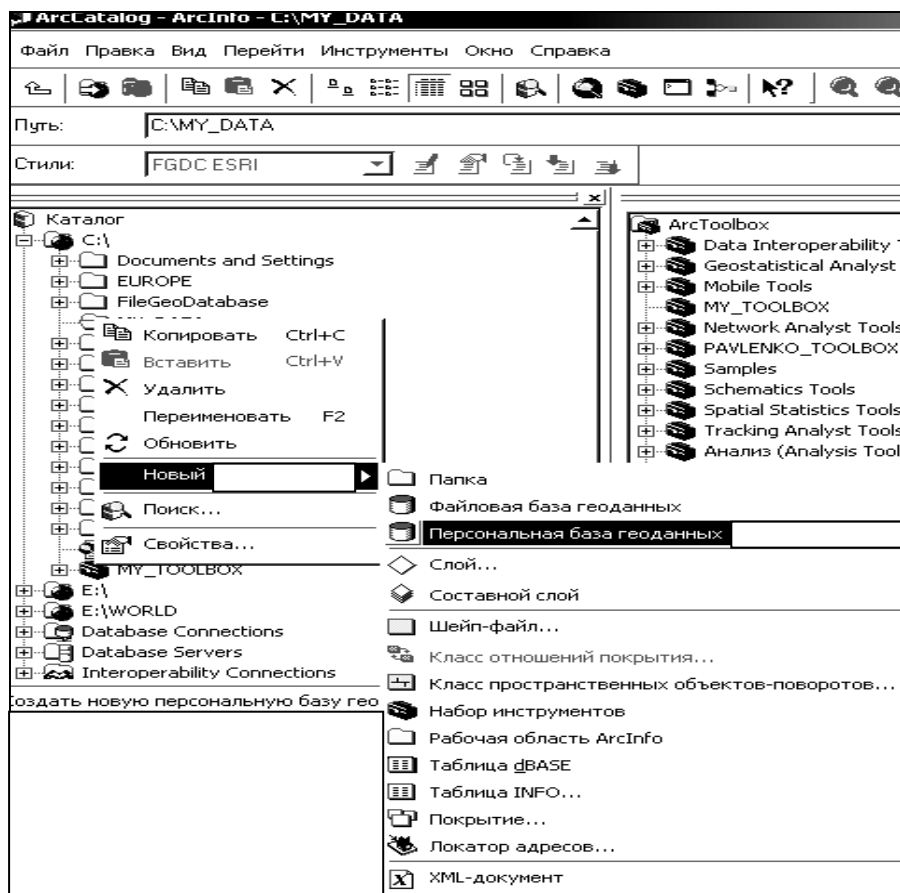 ArcCatalog - ArcInfo - C:\MY_DATA
Файл Правка Вид Перейти Инструменты Окно Справка
Путь: C:\MY_DATA
Стили: FGDC ESRI
Каталог
C:\
Documents and Settings
EUROPE
FileGeoDatabase
Копировать Ctrl+C
Вставить Ctrl+V
Удалить
Переименовать F2
Обновить
Новый
Поиск...
Свойства...
MY_TOOLBOX
E:\
E:\WORLD
Database Connections
Database Servers
Interoperability Connections
Создать новую персональную базу гео
ArcToolbox
Data Interoperability
Geostatistical Analyst
Mobile Tools
MY_TOOLBOX
Network Analyst Tools
PAVLENKO_TOOLBOX
Samples
Schematics Tools
Spatial Statistics Tools
Tracking Analyst Tools
Анализ (Analysis Tool
Папка
Файловая база геоданных
Персональная база геоданных
Слой...
Составной слой
Шейп-файл...
Класс отношений покрытия...
Класс пространственных объектов-поворотов...
Набор инструментов
Рабочая область ArcInfo
Таблица dBASE
Таблица INFO...
Покрытие...
Локатор адресов...
XML-документ